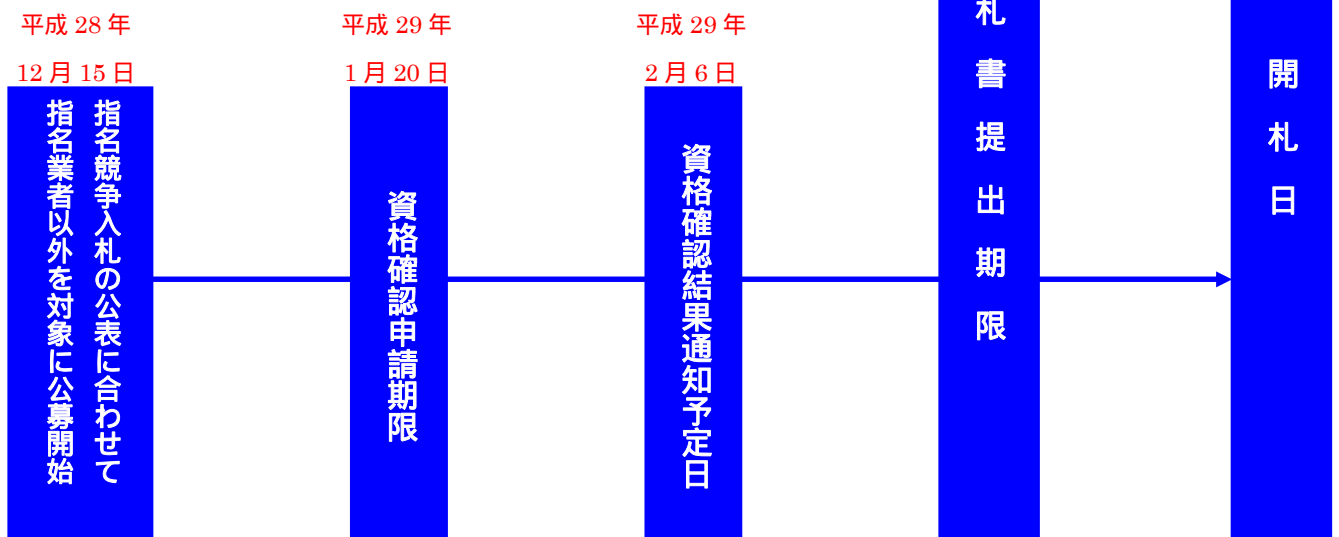 平成 28 年
12 月 15 日
指名競争入札の公表に合わせて
指名業者以外を対象に公募開始
平成 29 年
1 月 20 日
資格確認申請期限
平成 29 年
2 月 6 日
資格確認結果通知予定日
札書提出期限
開札日